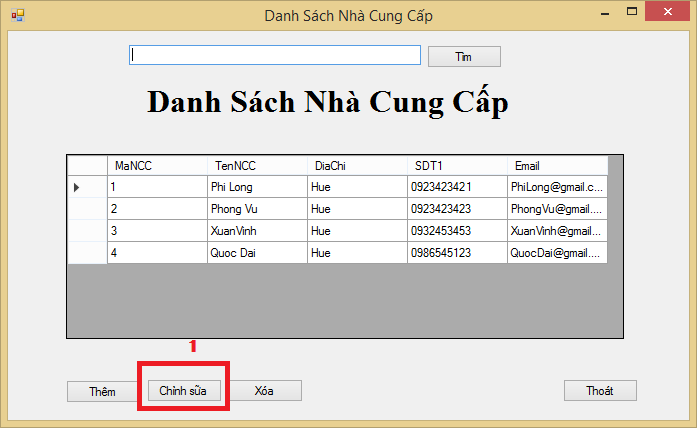 Danh Sách Nhà Cung Cấp
Tìm
Danh Sách Nhà Cung Cấp
MaNCC TenNCC DiaChi SDT1 Email
1 Phi Long Hue 0923423421 PhiLong@gmail.c...
2 Phong Vu Hue 0923423423 PhongVu@gmail....
3 XuanVinh Hue 0932453453 XuanVinh@gmail...
4 Quoc Dai Hue 0986545123 QuocDai@gmail....
1
Thêm Chỉnh sữa Xóa Thoát